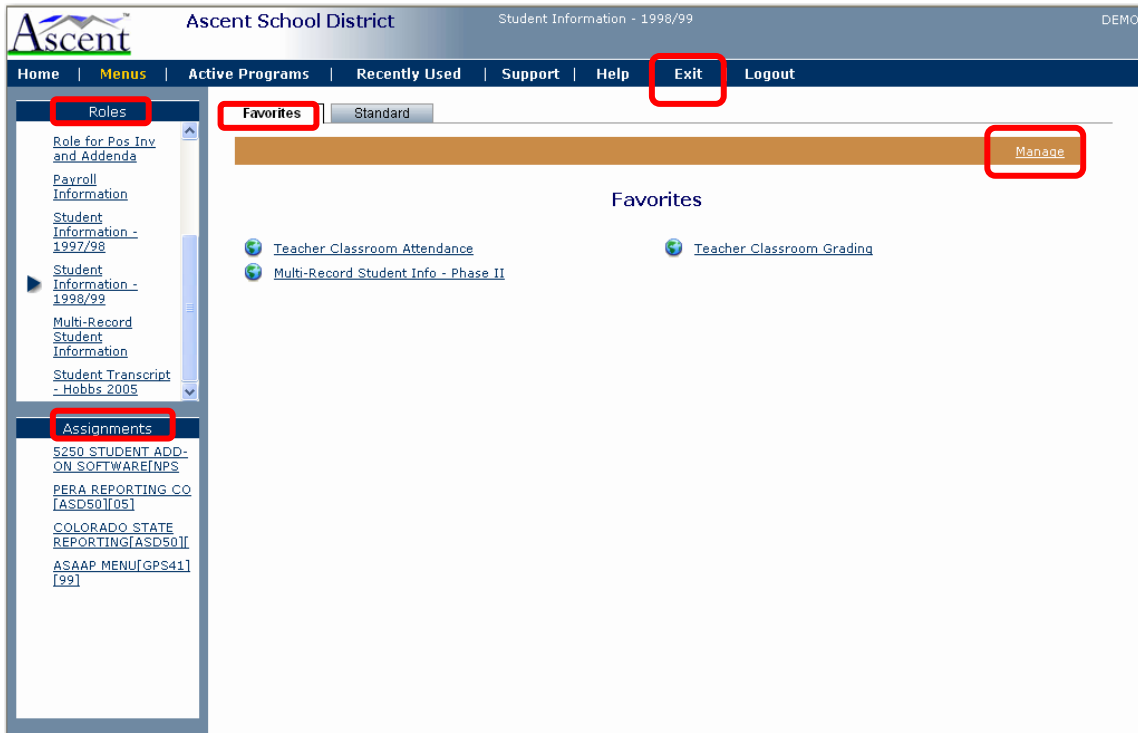 Ascent™
Ascent School District
Student Information - 1998/99
DEMO
Home | Menus | Active Programs | Recently Used | Support | Help Exit Logout
Roles
Role for Pos Inv
and Addenda
Payroll
Information
Student
Information -
1997/98
Student
Information -
1998/99
Multi-Record
Student
Information
Student Transcript
- Hobbs 2005
Assignments
5250 STUDENT ADD-
ON SOFTWARE[NPS
PERA REPORTING CO
[ASD50][05]
COLORADO STATE
REPORTING[ASD50][
ASAAP MENU[GPS41]
[99]
Favorites Standard
Manage
Favorites
Teacher Classroom Attendance
Teacher Classroom Grading
Multi-Record Student Info - Phase II